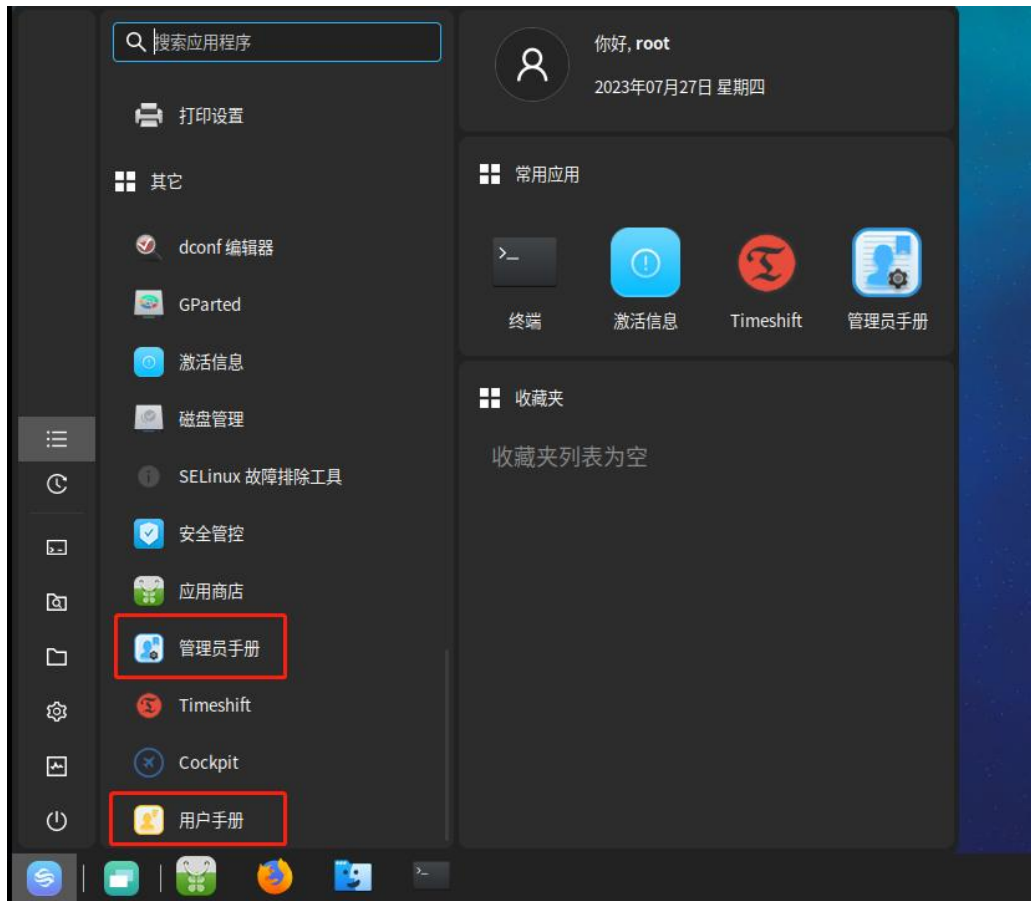 搜索应用程序
打印设置
其它
dconf 编辑器
GParted
激活信息
磁盘管理
SELinux 故障排除工具
安全管控
应用商店
管理员手册
Timeshift
Cockpit
用户手册
你好, root
2023年07月27日 星期四
常用应用
终端
激活信息
Timeshift
管理员手册
收藏夹
收藏夹列表为空